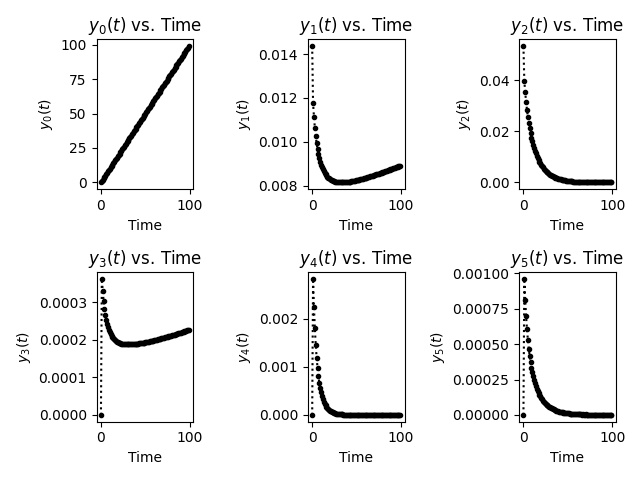 y₀(t) vs. Time
y₁(t) vs. Time
y₂(t) vs. Time
100
75
50
25
0
y₀(t)
0
100
Time
0.014
0.012
0.010
0.008
y₁(t)
0
100
Time
0.04
0.02
0.00
y₂(t)
0
100
Time
y₃(t) vs. Time
y₄(t) vs. Time
y₅(t) vs. Time
0.0003
0.0002
0.0001
0.0000
y₃(t)
0
100
Time
0.002
0.001
0.000
y₄(t)
0
100
Time
0.00100
0.00075
0.00050
0.00025
0.00000
y₅(t)
0
100
Time